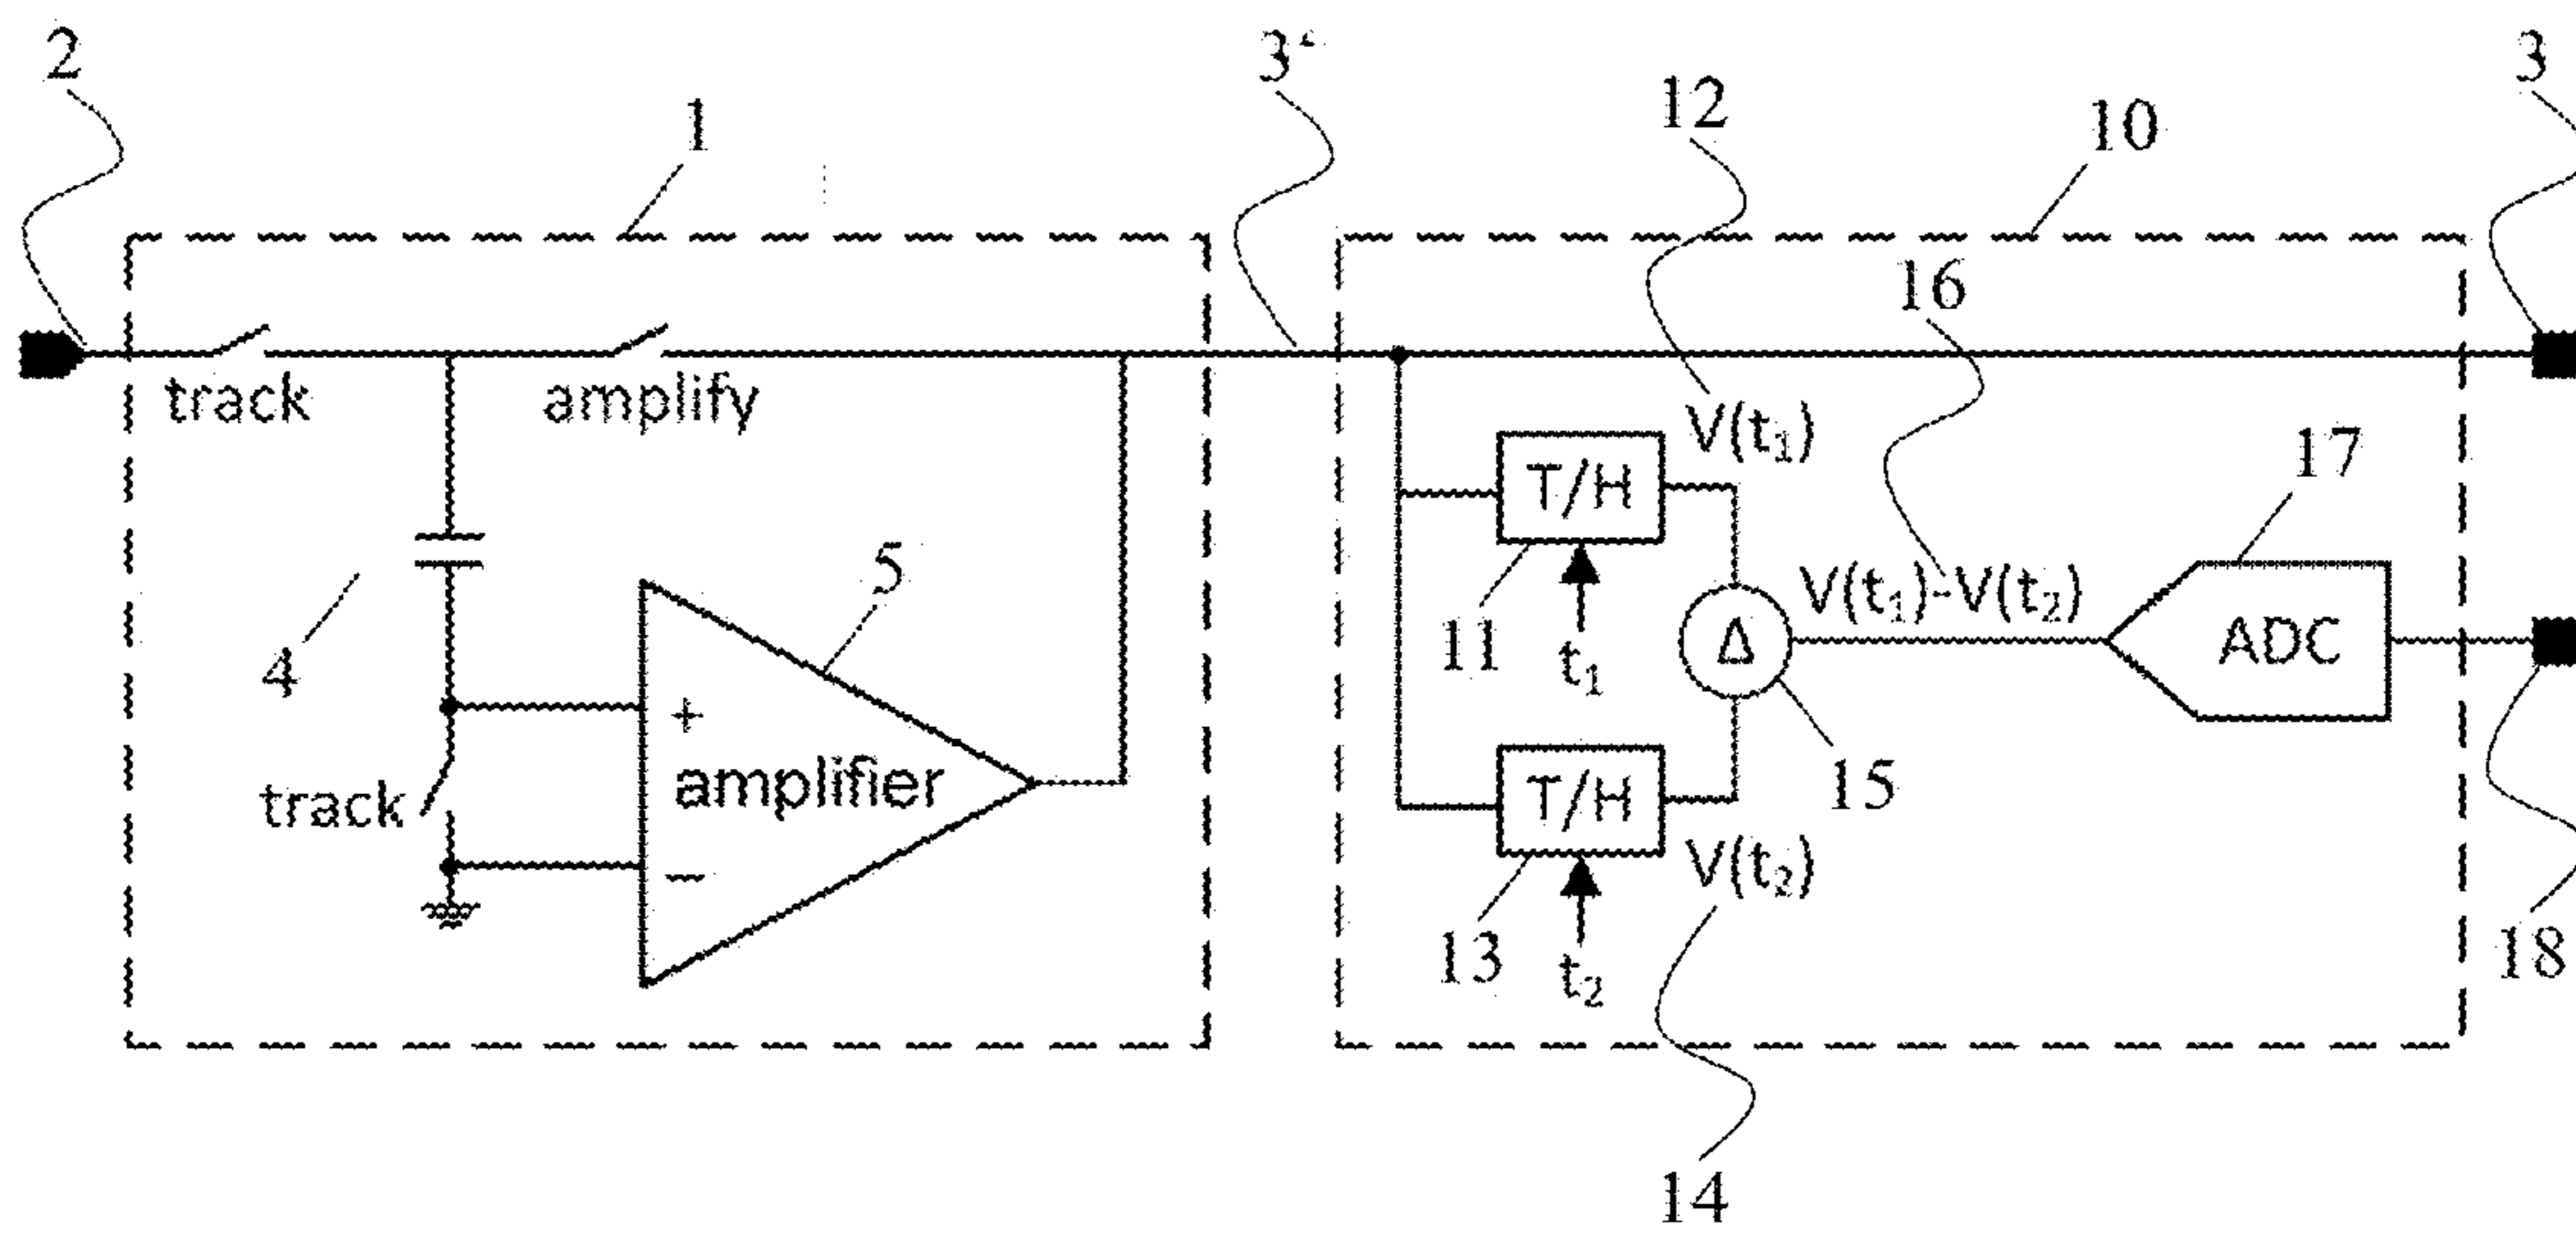 2
3‘
3
1
12
10
16
track
amplify
V(t₁)
17
T/H
5
11
t₁
V(t₁)-V(t₂)
Δ
ADC
4
+
amplifier
track
−
15
T/H
V(t₂)
13
t₂
18
14